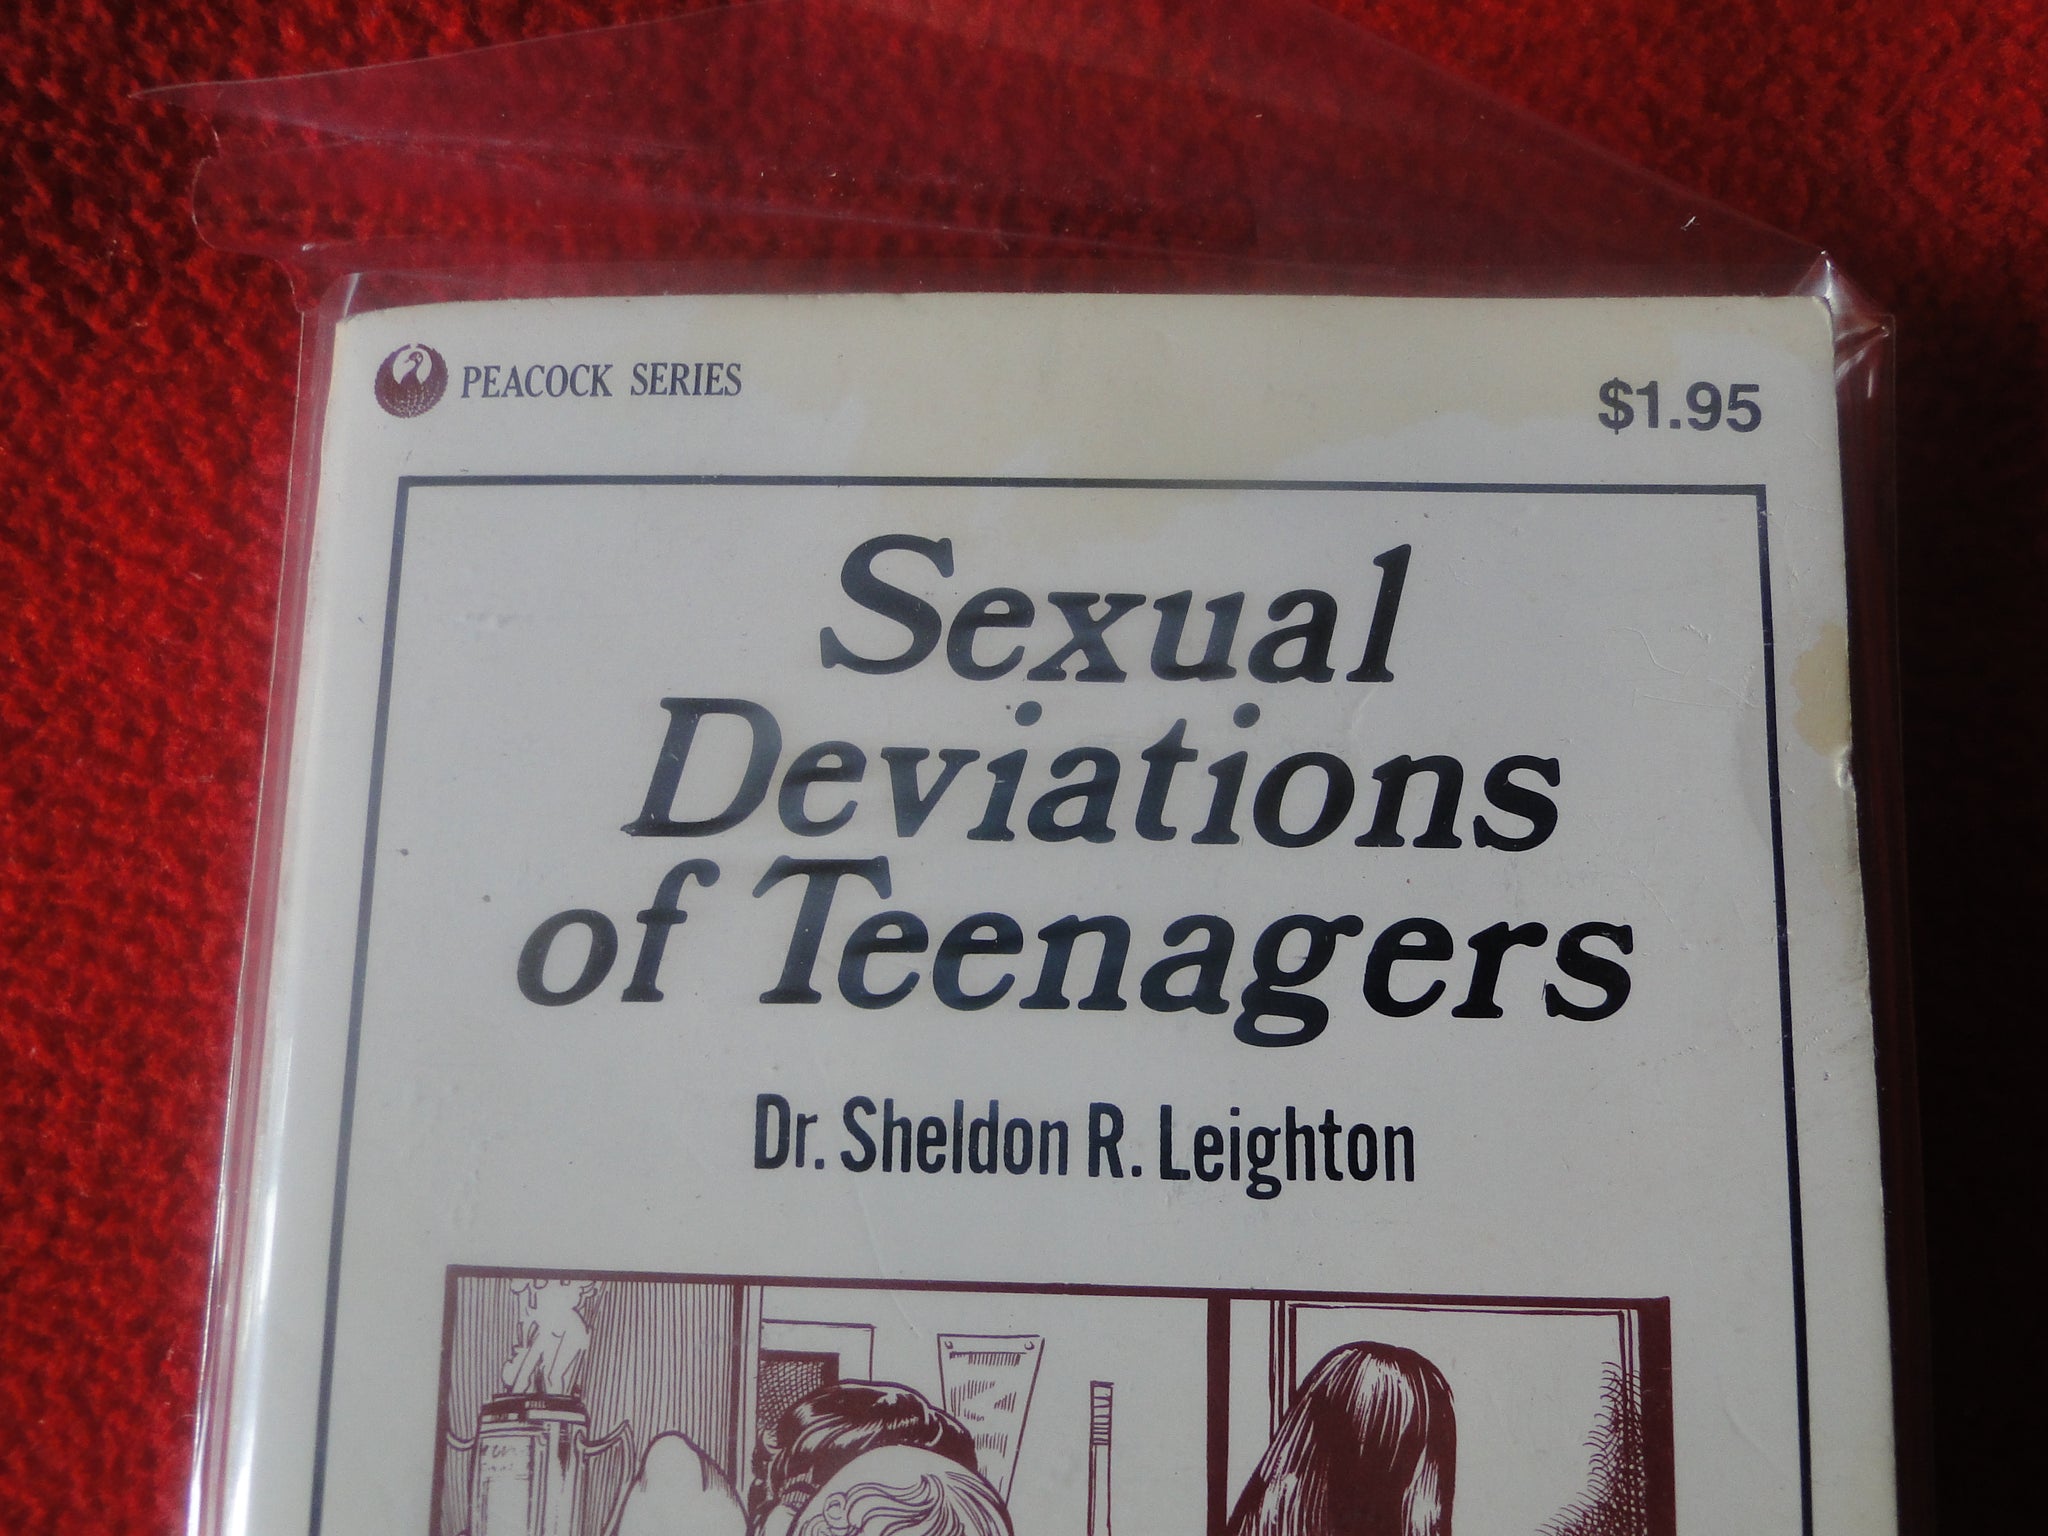 PEACOCK SERIES
$1.95
Sexual
Deviations
of Teenagers
Dr. Sheldon R. Leighton